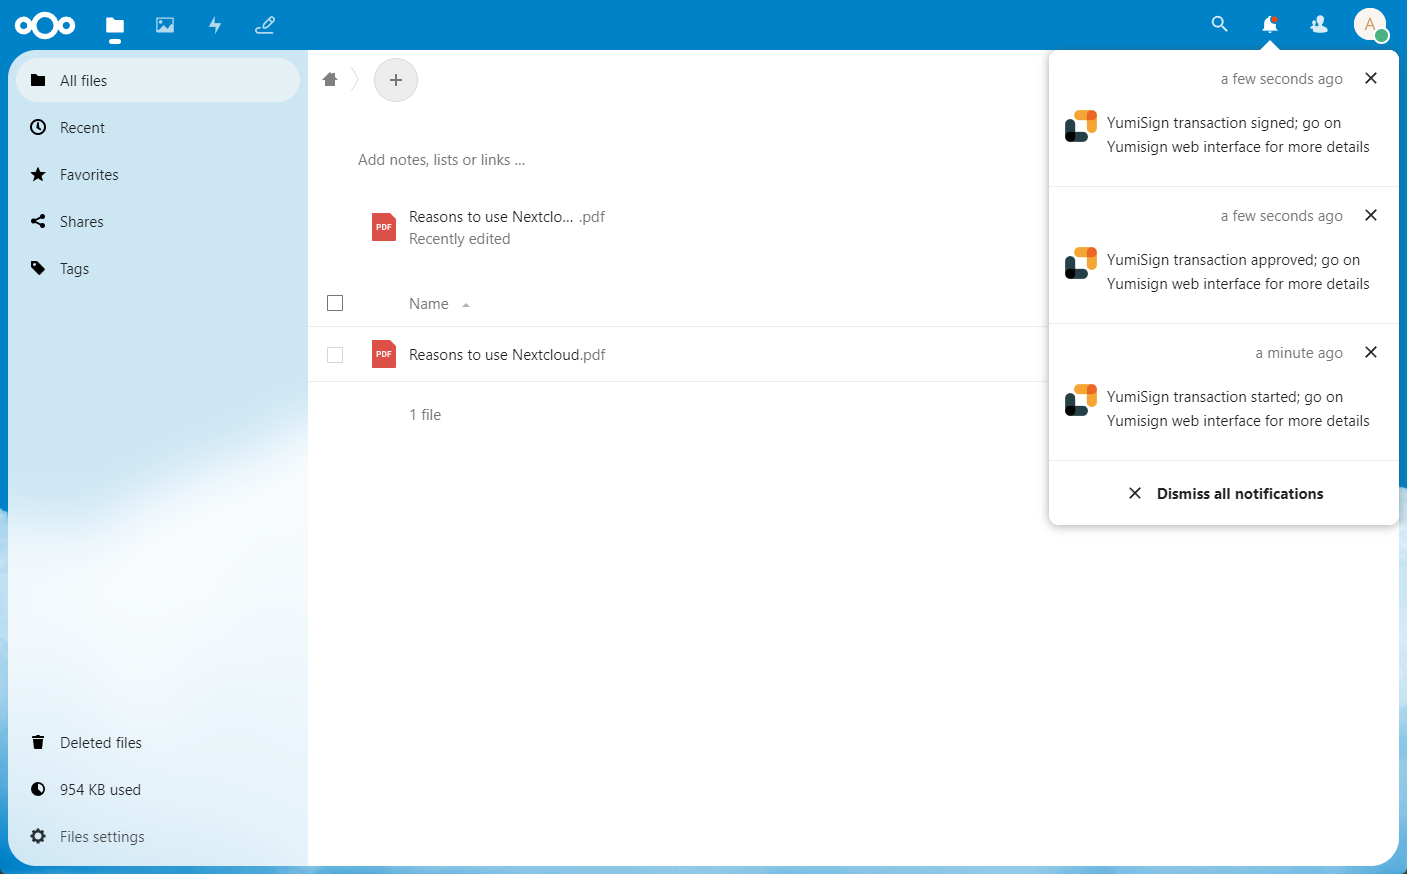 A
All files
Recent
Favorites
Shares
Tags
Deleted files
954 KB used
Files settings
Add notes, lists or links ...
PDF
Reasons to use Nextclo... .pdf
Recently edited
Name
PDF
Reasons to use Nextcloud.pdf
1 file
a few seconds ago
YumiSign transaction signed; go on
Yumisign web interface for more details
a few seconds ago
YumiSign transaction approved; go on
Yumisign web interface for more details
a minute ago
YumiSign transaction started; go on
Yumisign web interface for more details
Dismiss all notifications